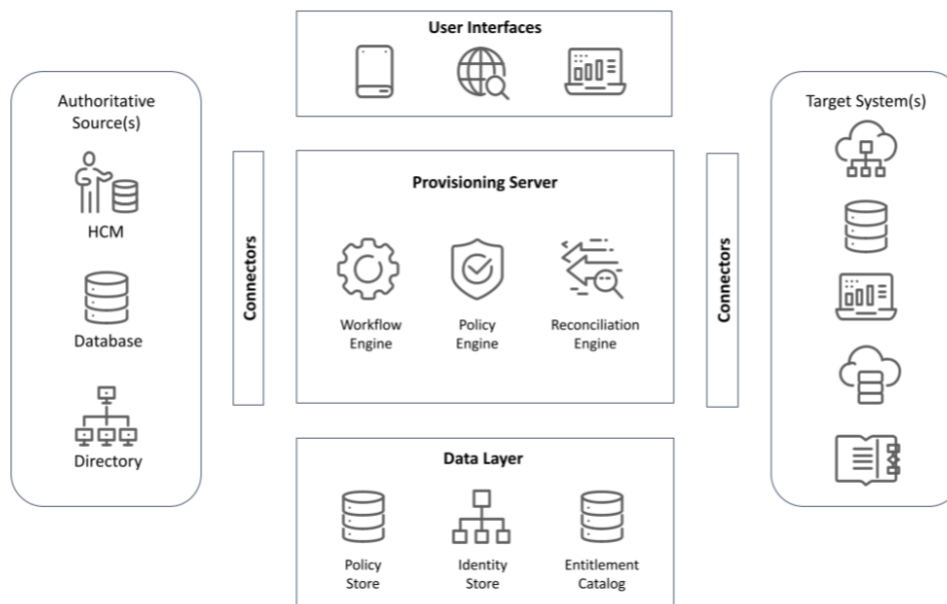 User Interfaces
Authoritative
Source(s)
HCM
Database
Directory
Connectors
Provisioning Server
Workflow
Engine
Policy
Engine
Reconciliation
Engine
Connectors
Target System(s)
Data Layer
Policy
Store
Identity
Store
Entitlement
Catalog